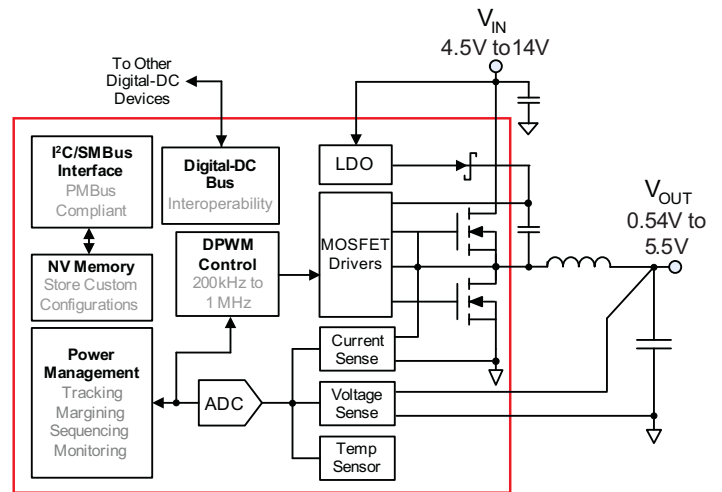 V_IN
4.5V to 14V
To Other
Digital-DC
Devices
I²C/SMBus
Interface
PMBus
Compliant
Digital-DC
Bus
Interoperability
LDO
V_OUT
0.54V to
5.5V
NV Memory
Store Custom
Configurations
DPWM
Control
200kHz to
1 MHz
MOSFET
Drivers
Power
Management
Tracking
Margining
Sequencing
Monitoring
ADC
Current
Sense
Voltage
Sense
Temp
Sensor